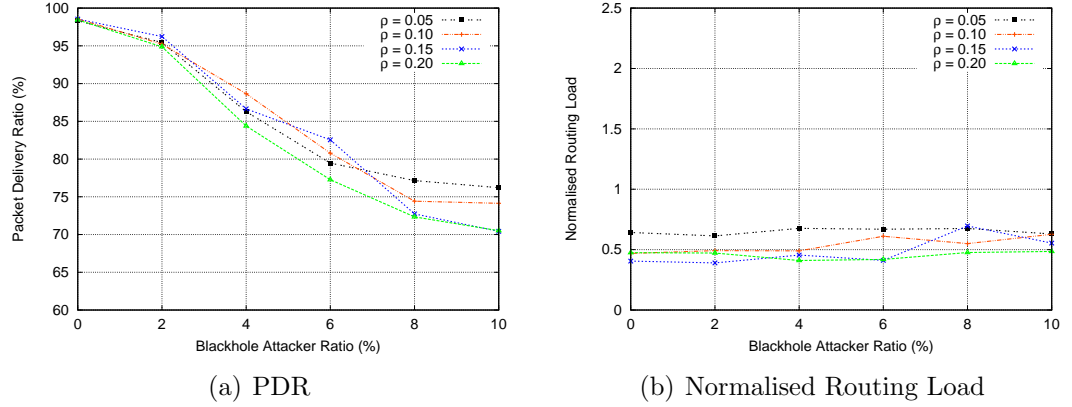 100
95
90
85
80
75
70
65
60
0 2 4 6 8 10
Packet Delivery Ratio (%)
Blackhole Attacker Ratio (%)
ρ = 0.05
ρ = 0.10
ρ = 0.15
ρ = 0.20
(a) PDR
2.5
2
1.5
1
0.5
0
0 2 4 6 8 10
Normalised Routing Load
Blackhole Attacker Ratio (%)
ρ = 0.05
ρ = 0.10
ρ = 0.15
ρ = 0.20
(b) Normalised Routing Load